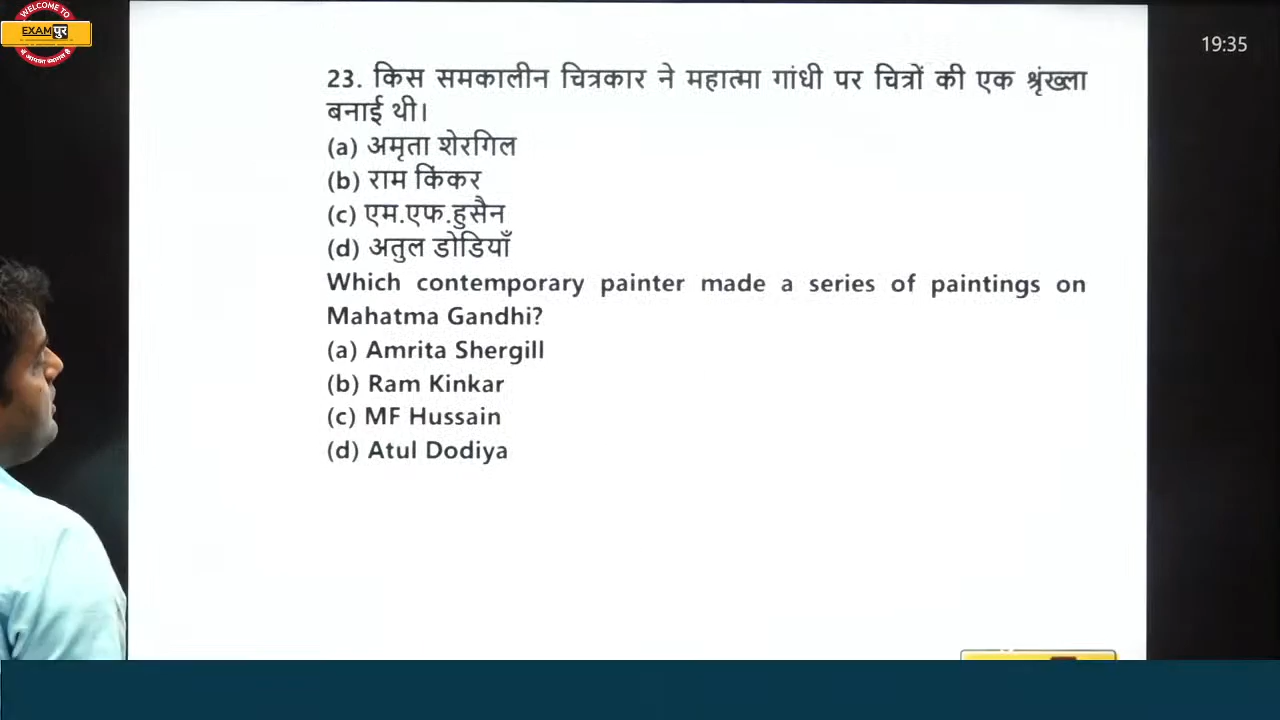 WELCOME TO
EXAMपुर
19:35
23. किस समकालीन चित्रकार ने महात्मा गांधी पर चित्रों की एक श्रृंख्ला
बनाई थी।
(a) अमृता शेरगिल
(b) राम किंकर
(c) एम.एफ.हुसैन
(d) अतुल डोडियाँ
Which contemporary painter made a series of paintings on
Mahatma Gandhi?
(a) Amrita Shergill
(b) Ram Kinkar
(c) MF Hussain
(d) Atul Dodiya